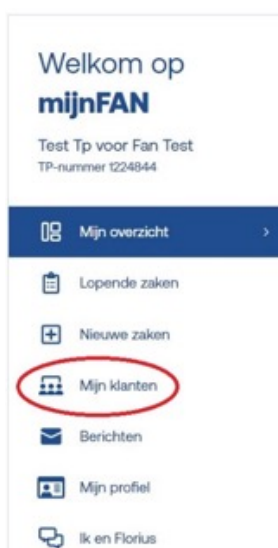 Welkom op
mijnFAN
Test Tp voor Fan Test
TP-nummer 1224844
Mijn overzicht
Lopende zaken
Nieuwe zaken
Mijn klanten
Berichten
Mijn profiel
Ik en Florius